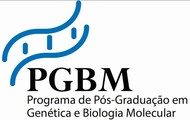 PGBM
Programa de Pós-Graduação em
Genética e Biologia Molecular